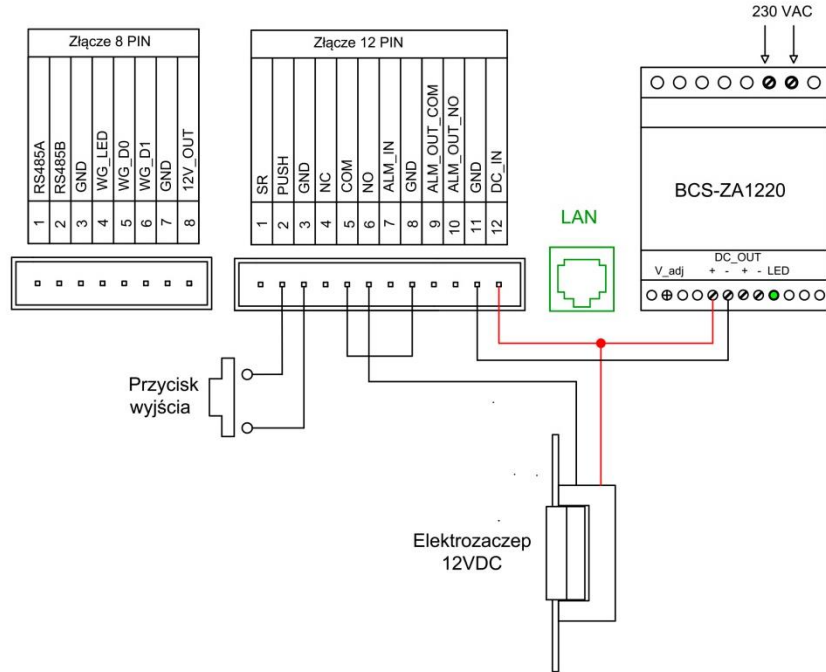 230 VAC
Złącze 8 PIN
1 RS485A
2 RS485B
3 GND
4 WG_LED
5 WG_D0
6 WG_D1
7 GND
8 12V_OUT
Złącze 12 PIN
1 SR
2 PUSH
3 GND
4 NC
5 COM
6 NO
7 ALM_IN
8 GND
9 ALM_OUT_COM
10 ALM_OUT_NO
11 GND
12 DC_IN
LAN
BCS-ZA1220
DC_OUT
V_adj + - + - LED
Przycisk
wyjścia
Elektrozaczep
12VDC